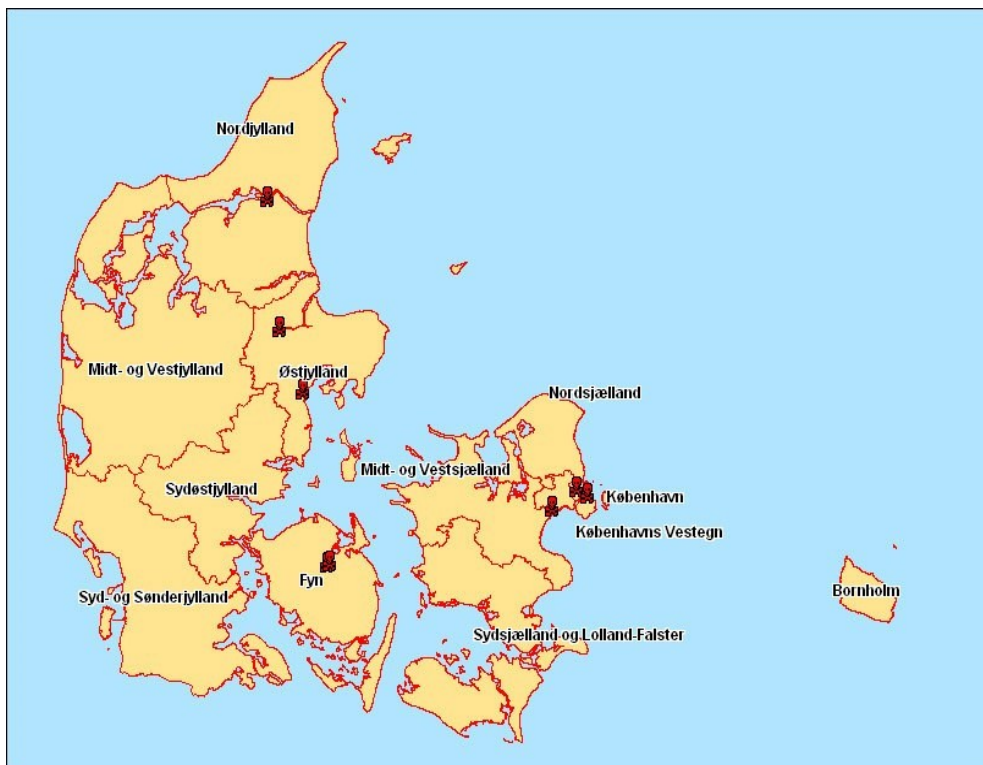 Nordjylland
Midt- og Vestjylland
Østjylland
Nordsjælland
Midt- og Vestsjælland
Sydøstjylland
København
Københavns Vestegn
Fyn
Syd- og Sønderjylland
Bornholm
Sydsjælland og Lolland-Falster